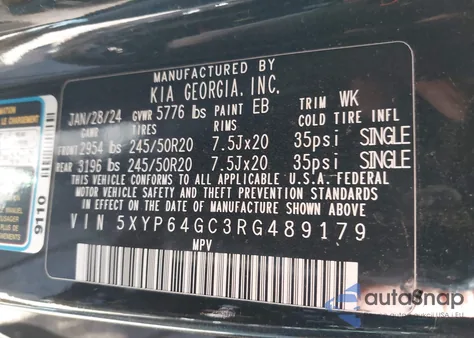 MANUFACTURED BY
KIA GEORGIA, INC.
JAN/28/24 GVWR 5776 lbs PAINT EB TRIM WK
GAWR TIRES RIMS COLD TIRE INFL
FRONT 2954 lbs 245/50R20 7.5Jx20 35psi SINGLE
REAR 3196 lbs 245/50R20 7.5Jx20 35psi SINGLE
THIS VEHICLE CONFORMS TO ALL APPLICABLE U.S.A. FEDERAL
MOTOR VEHICLE SAFETY AND THEFT PREVENTION STANDARDS
IN EFFECT ON THE DATE OF MANUFACTURE SHOWN ABOVE.
VIN 5XYP64GC3RG489179
MPV
9110
autoSnap